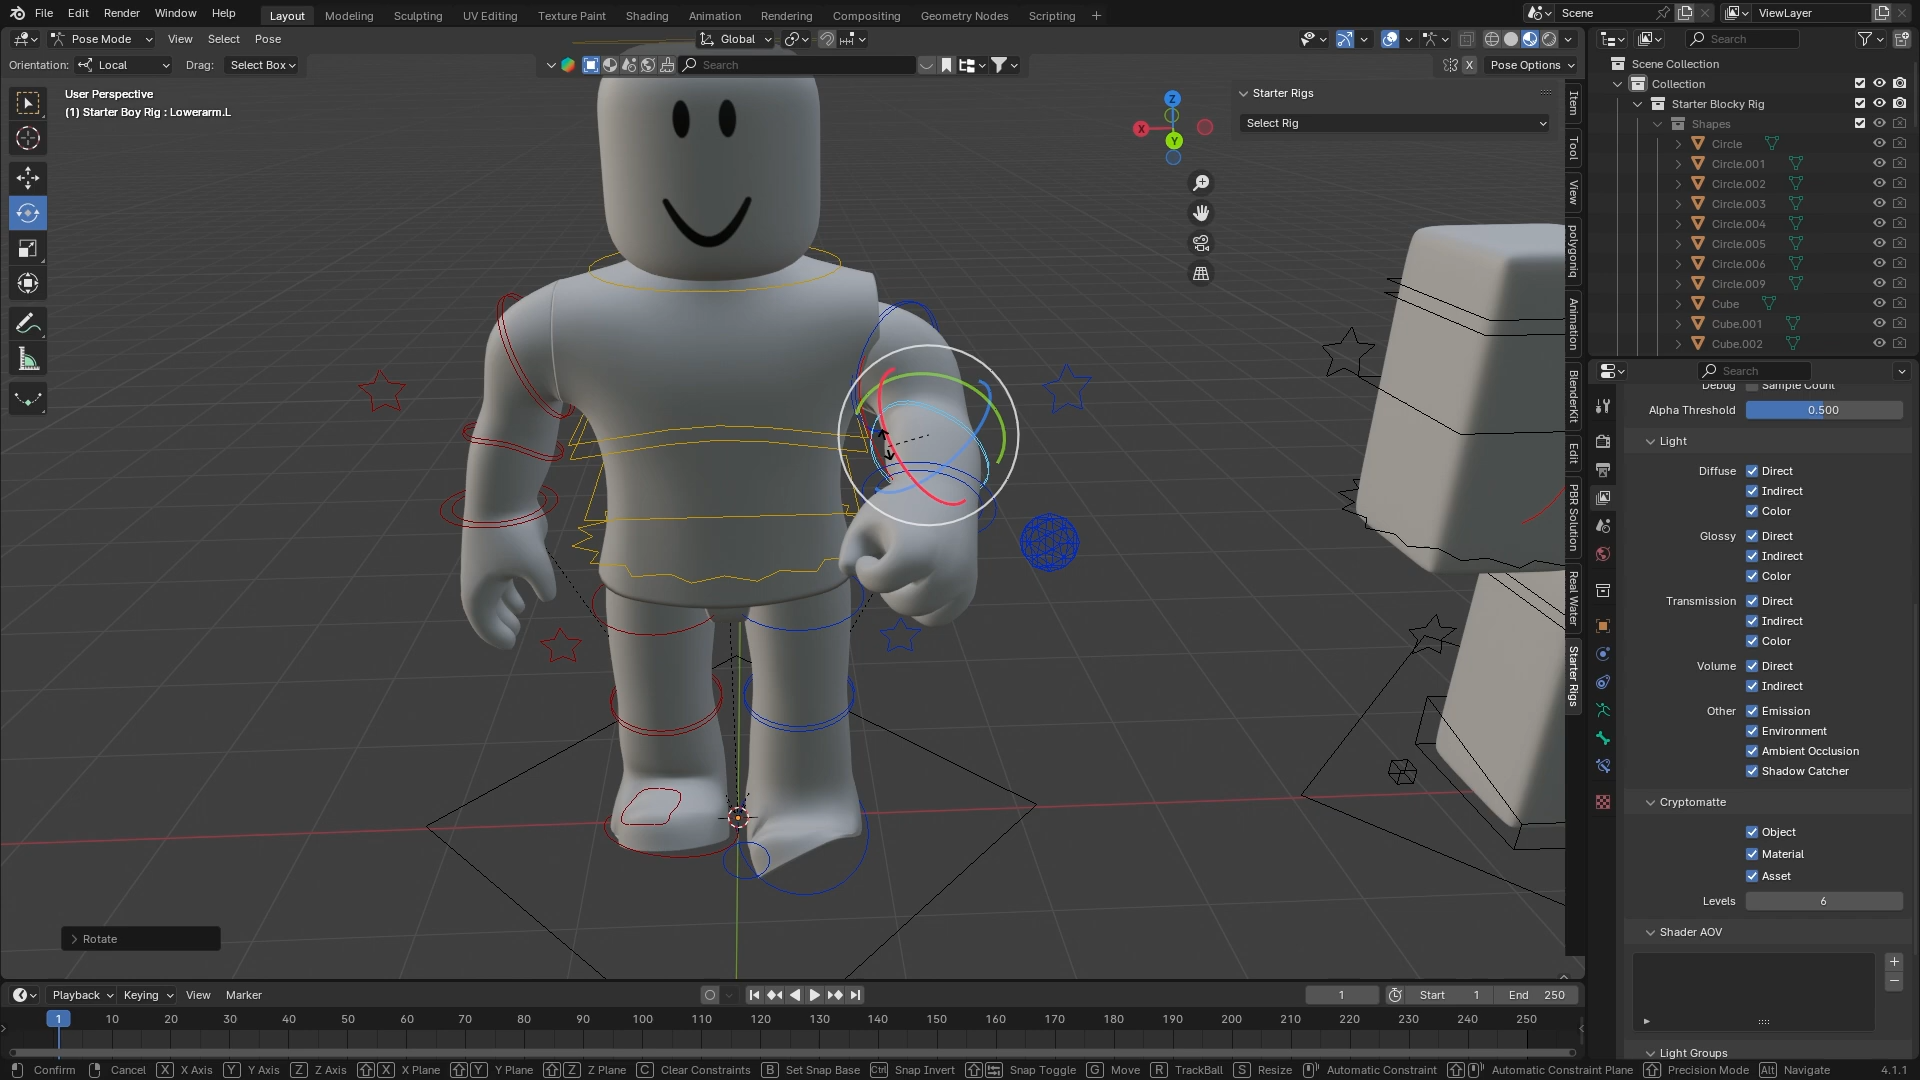 File Edit Render Window Help Layout Modeling Sculpting UV Editing Texture Paint Shading Animation Rendering Compositing Geometry Nodes Scripting + Scene ViewLayer
Pose Mode View Select Pose Global Search
Orientation: Local Drag: Select Box Search X Pose Options
User Perspective
(1) Starter Boy Rig : Lowerarm.L
Starter Rigs
Select Rig
Z
X
Y
Item
Tool
View
polygoniq
Animation
BlenderKit
Edit
PBR Solution
Real Water
Starter Rigs
Scene Collection
Collection
Starter Blocky Rig
Shapes
Circle
Circle.001
Circle.002
Circle.003
Circle.004
Circle.005
Circle.006
Circle.009
Cube
Cube.001
Cube.002
Search
Debug Sample Count
Alpha Threshold 0.500
Light
Diffuse Direct
Indirect
Color
Glossy Direct
Indirect
Color
Transmission Direct
Indirect
Color
Volume Direct
Indirect
Other Emission
Environment
Ambient Occlusion
Shadow Catcher
Cryptomatte
Object
Material
Asset
Levels 6
Shader AOV
Light Groups
Rotate
Playback Keying View Marker 1 Start 1 End 250
1 10 20 30 40 50 60 70 80 90 100 110 120 130 140 150 160 170 180 190 200 210 220 230 240 250
Confirm Cancel X X Axis Y Y Axis Z Z Axis X X Plane Y Y Plane Z Z Plane C Clear Constraints B Set Snap Base Ctrl Snap Invert Snap Toggle G Move R TrackBall S Resize Automatic Constraint Automatic Constraint Plane Precision Mode Alt Navigate 4.1.1